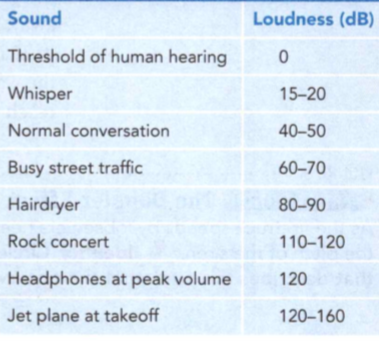 Sound Loudness (dB)
Threshold of human hearing 0
Whisper 15–20
Normal conversation 40–50
Busy street traffic 60–70
Hairdryer 80–90
Rock concert 110–120
Headphones at peak volume 120
Jet plane at takeoff 120–160